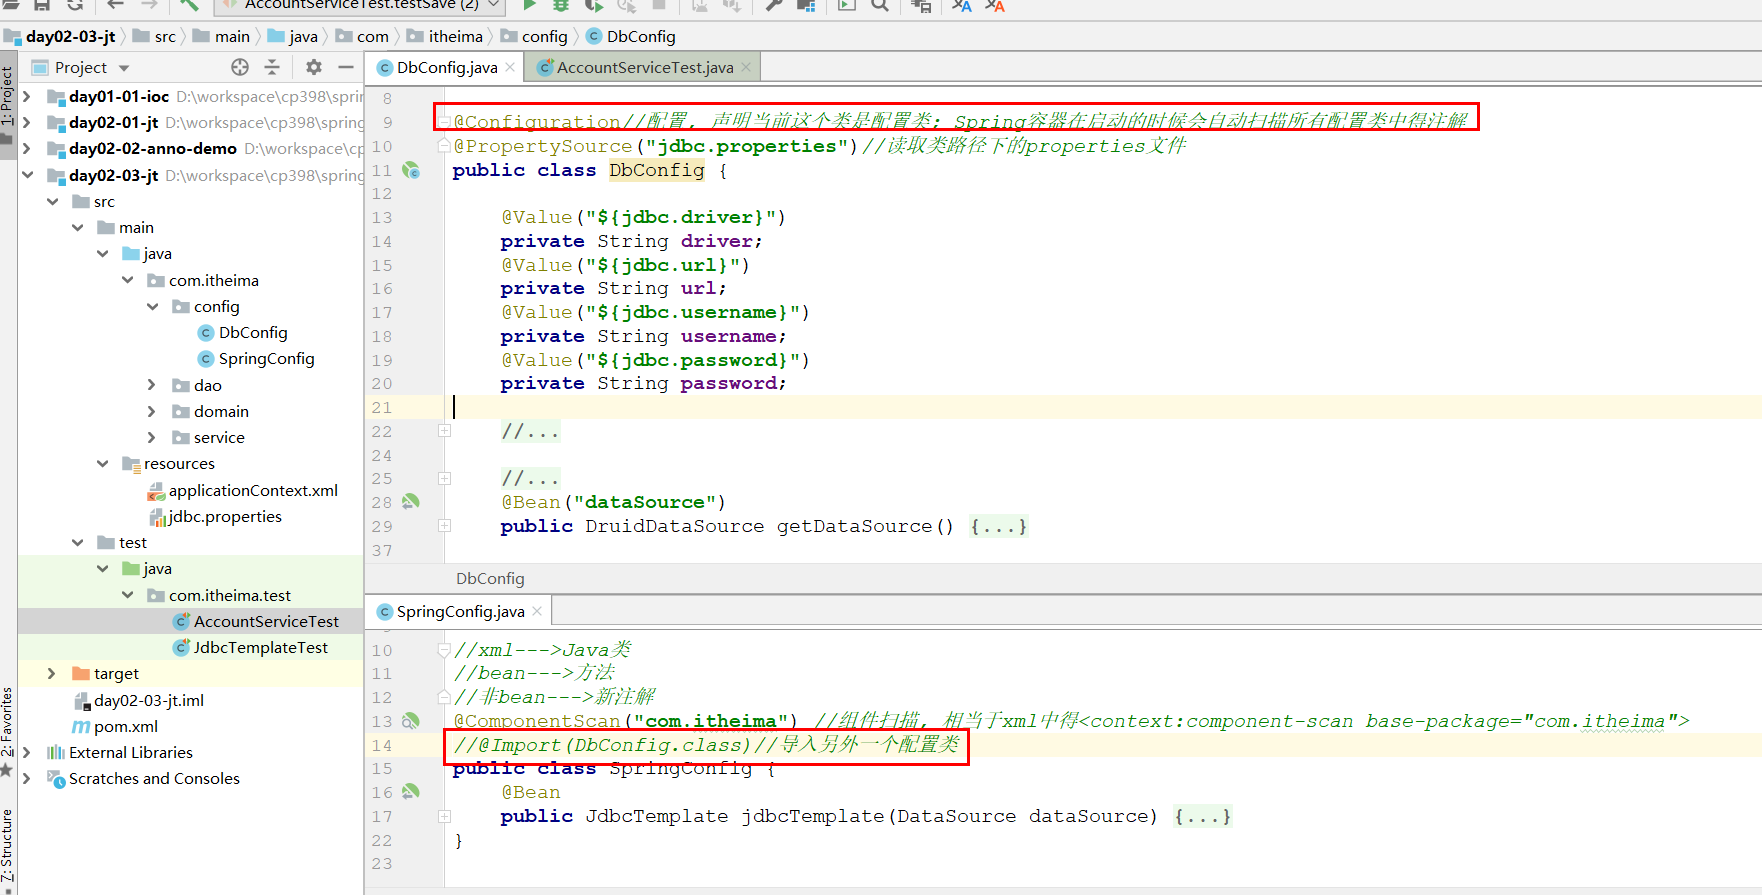 AccountServiceTest.testSave (2)
day02-03-jt src main java com itheima config DbConfig
Project
DbConfig.java AccountServiceTest.java
1: Project
2: Favorites
Z: Structure
day01-01-ioc D:\workspace\cp398\sprin
day02-01-jt D:\workspace\cp398\spring
day02-02-anno-demo D:\workspace\cp
day02-03-jt D:\workspace\cp398\spring
src
main
java
com.itheima
config
DbConfig
SpringConfig
dao
domain
service
resources
applicationContext.xml
jdbc.properties
test
java
com.itheima.test
AccountServiceTest
JdbcTemplateTest
target
day02-03-jt.iml
pom.xml
External Libraries
Scratches and Consoles
8
9 @Configuration//配置, 声明当前这个类是配置类; Spring容器在启动的时候会自动扫描所有配置类中得注解
10 @PropertySource("jdbc.properties")//读取类路径下的properties文件
11 public class DbConfig {
12
13 @Value("${jdbc.driver}")
14 private String driver;
15 @Value("${jdbc.url}")
16 private String url;
17 @Value("${jdbc.username}")
18 private String username;
19 @Value("${jdbc.password}")
20 private String password;
21
22 //...
24
25 //...
28 @Bean("dataSource")
29 public DruidDataSource getDataSource() {...}
37
DbConfig
SpringConfig.java
10 //xml--->Java类
11 //bean--->方法
12 //非bean--->新注解
13 @ComponentScan("com.itheima") //组件扫描, 相当于xml中得<context:component-scan base-package="com.itheima">
14 //@Import(DbConfig.class)//导入另外一个配置类
15 public class SpringConfig {
16 @Bean
17 public JdbcTemplate jdbcTemplate(DataSource dataSource) {...}
22 }
23